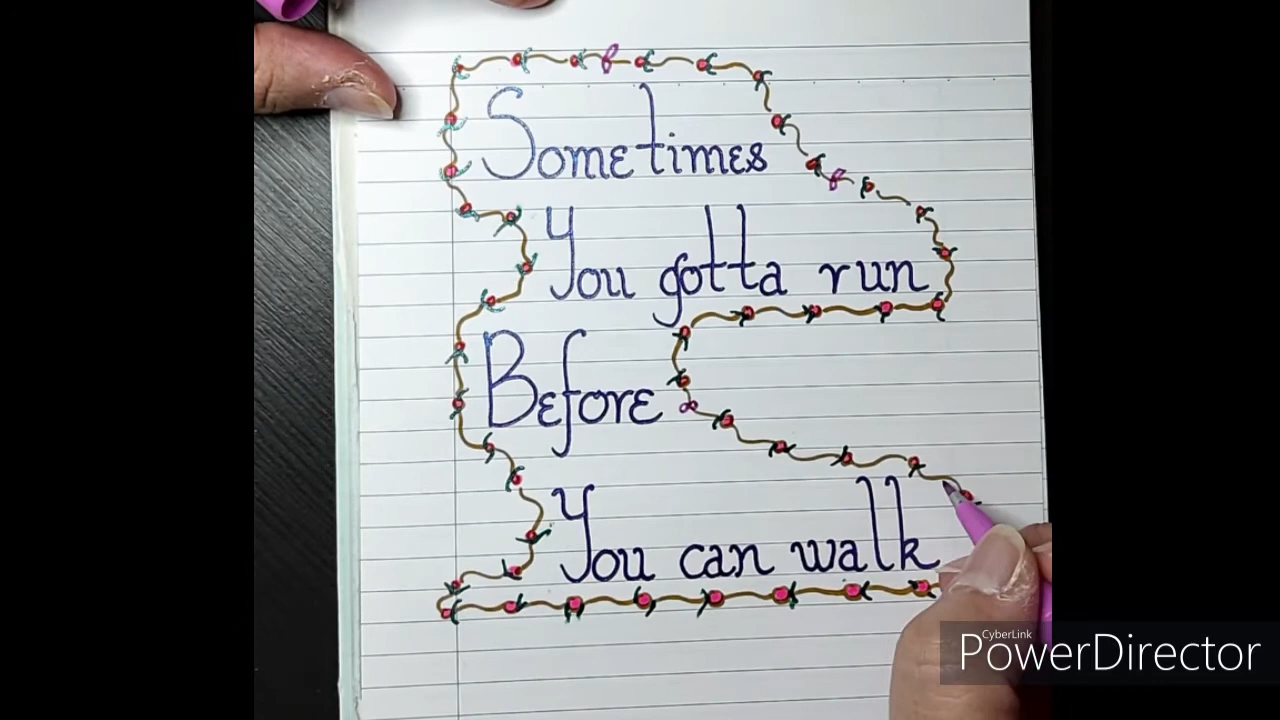 Sometimes
You gotta run
Before
You can walk
CyberLink
PowerDirector